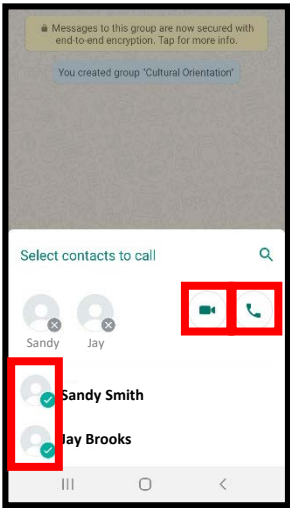 Messages to this group are now secured with
end-to-end encryption. Tap for more info.
You created group "Cultural Orientation"
Select contacts to call
Sandy Jay
Sandy Smith
Jay Brooks